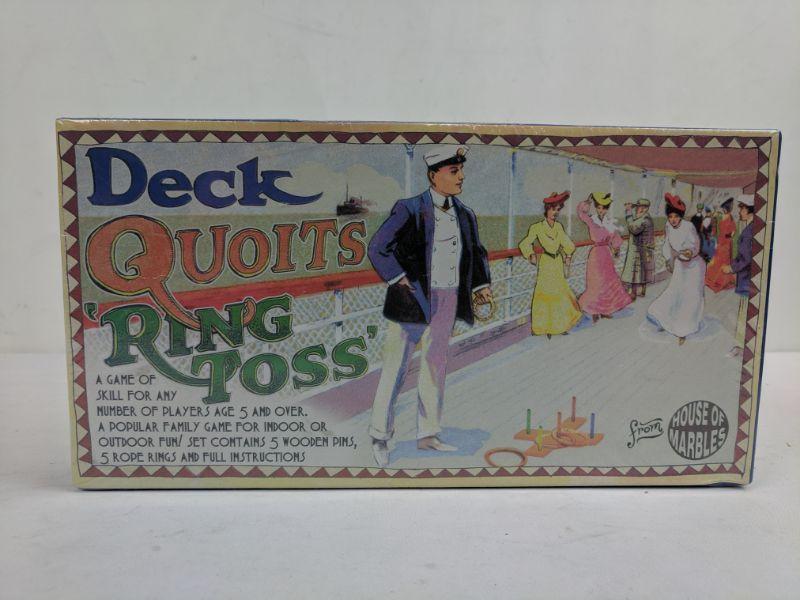 Deck
QUOITS
'RING
TOSS'
A GAME OF
SKILL FOR ANY
NUMBER OF PLAYERS AGE 5 AND OVER.
A POPULAR FAMILY GAME FOR INDOOR OR
OUTDOOR FUN! SET CONTAINS 5 WOODEN PINS,
5 ROPE RINGS AND FULL INSTRUCTIONS
from
HOUSE OF
MARBLES